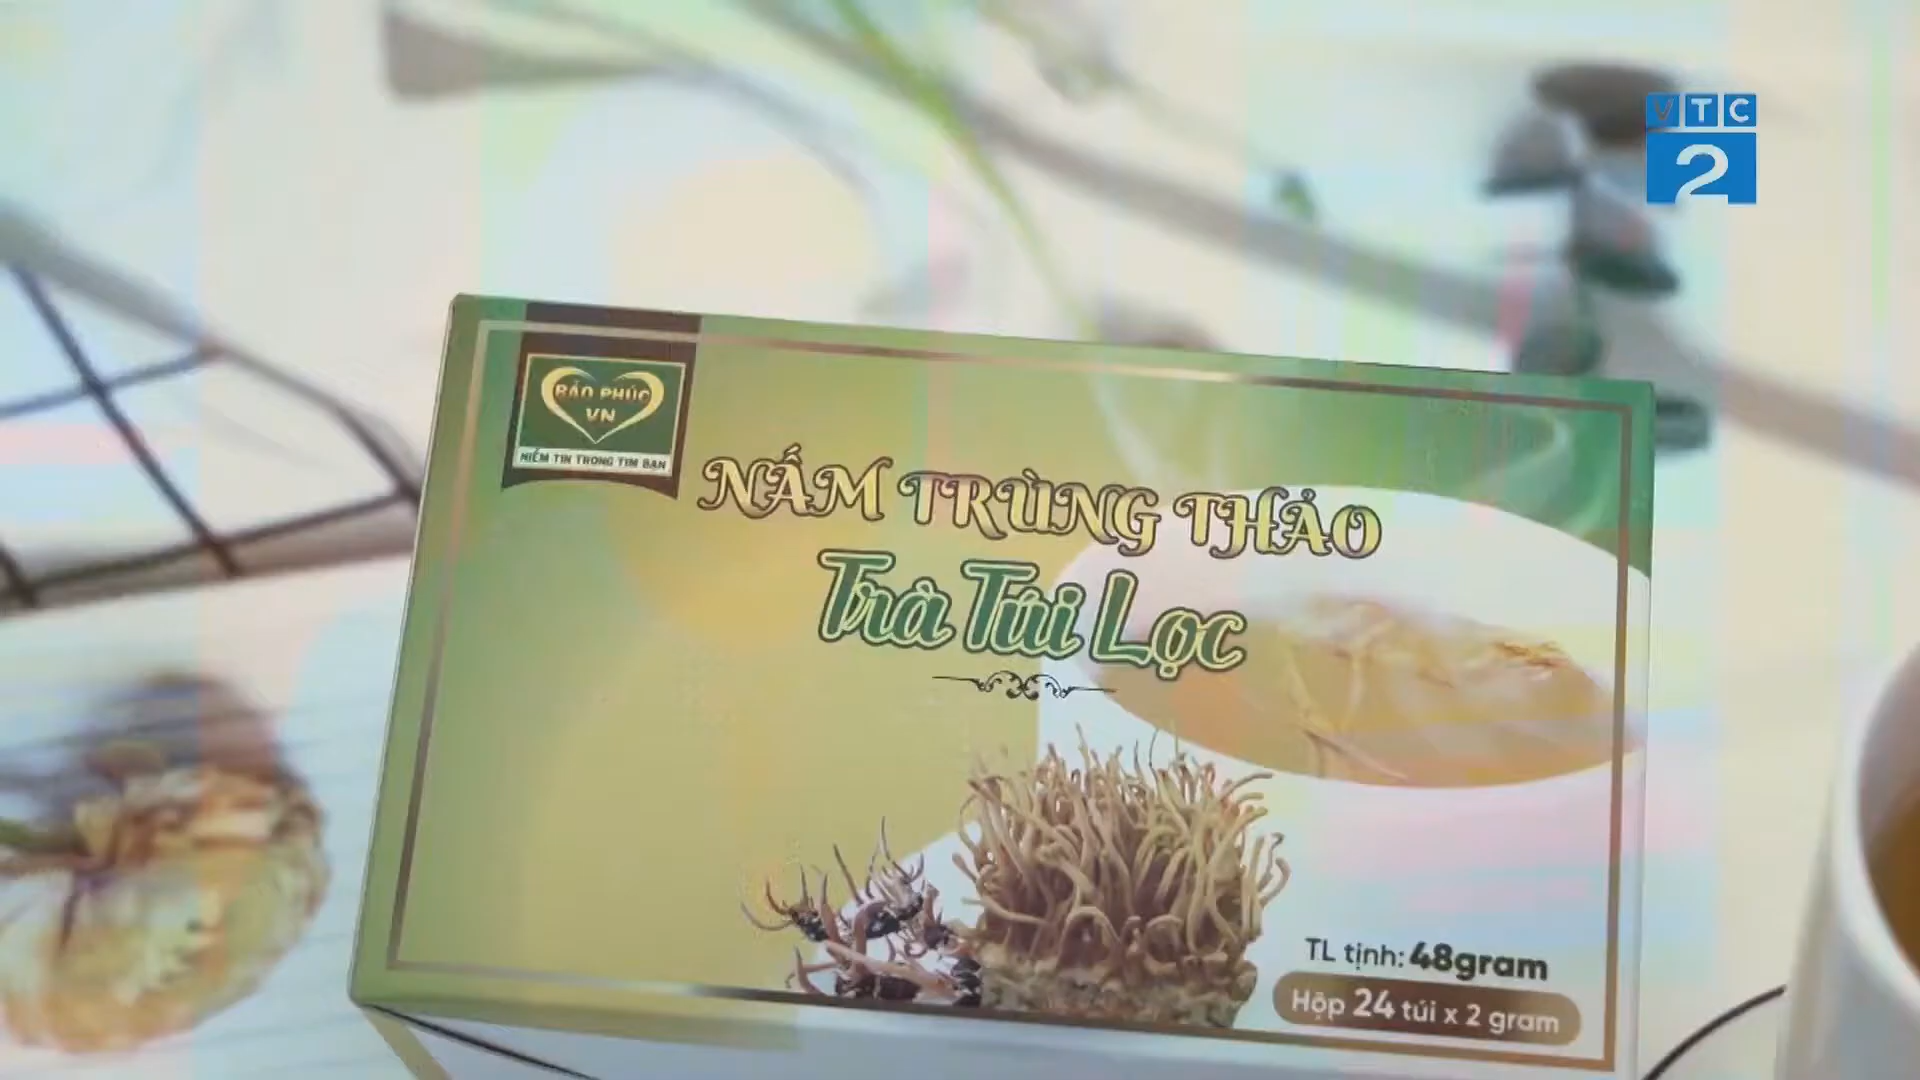 VTC
2
BẢO PHÚC
VN
NIỀM TIN TRONG TIM BẠN
NẤM TRÙNG THẢO
Trà Túi Lọc
TL tịnh: 48gram
Hộp 24 túi x 2 gram